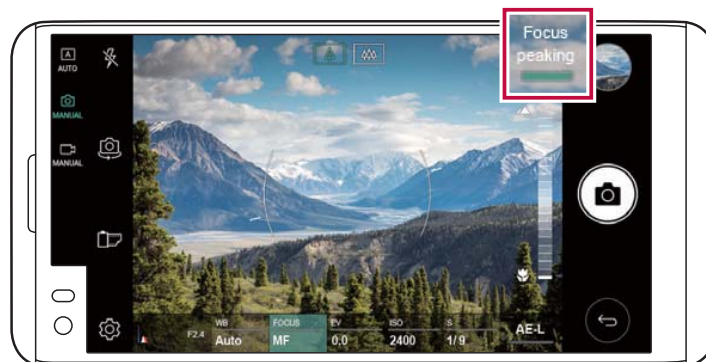 Focus
peaking
A
AUTO
MANUAL
MANUAL
F2.4
WB
Auto
FOCUS
MF
EV
0.0
ISO
2400
S
1/9
AE-L